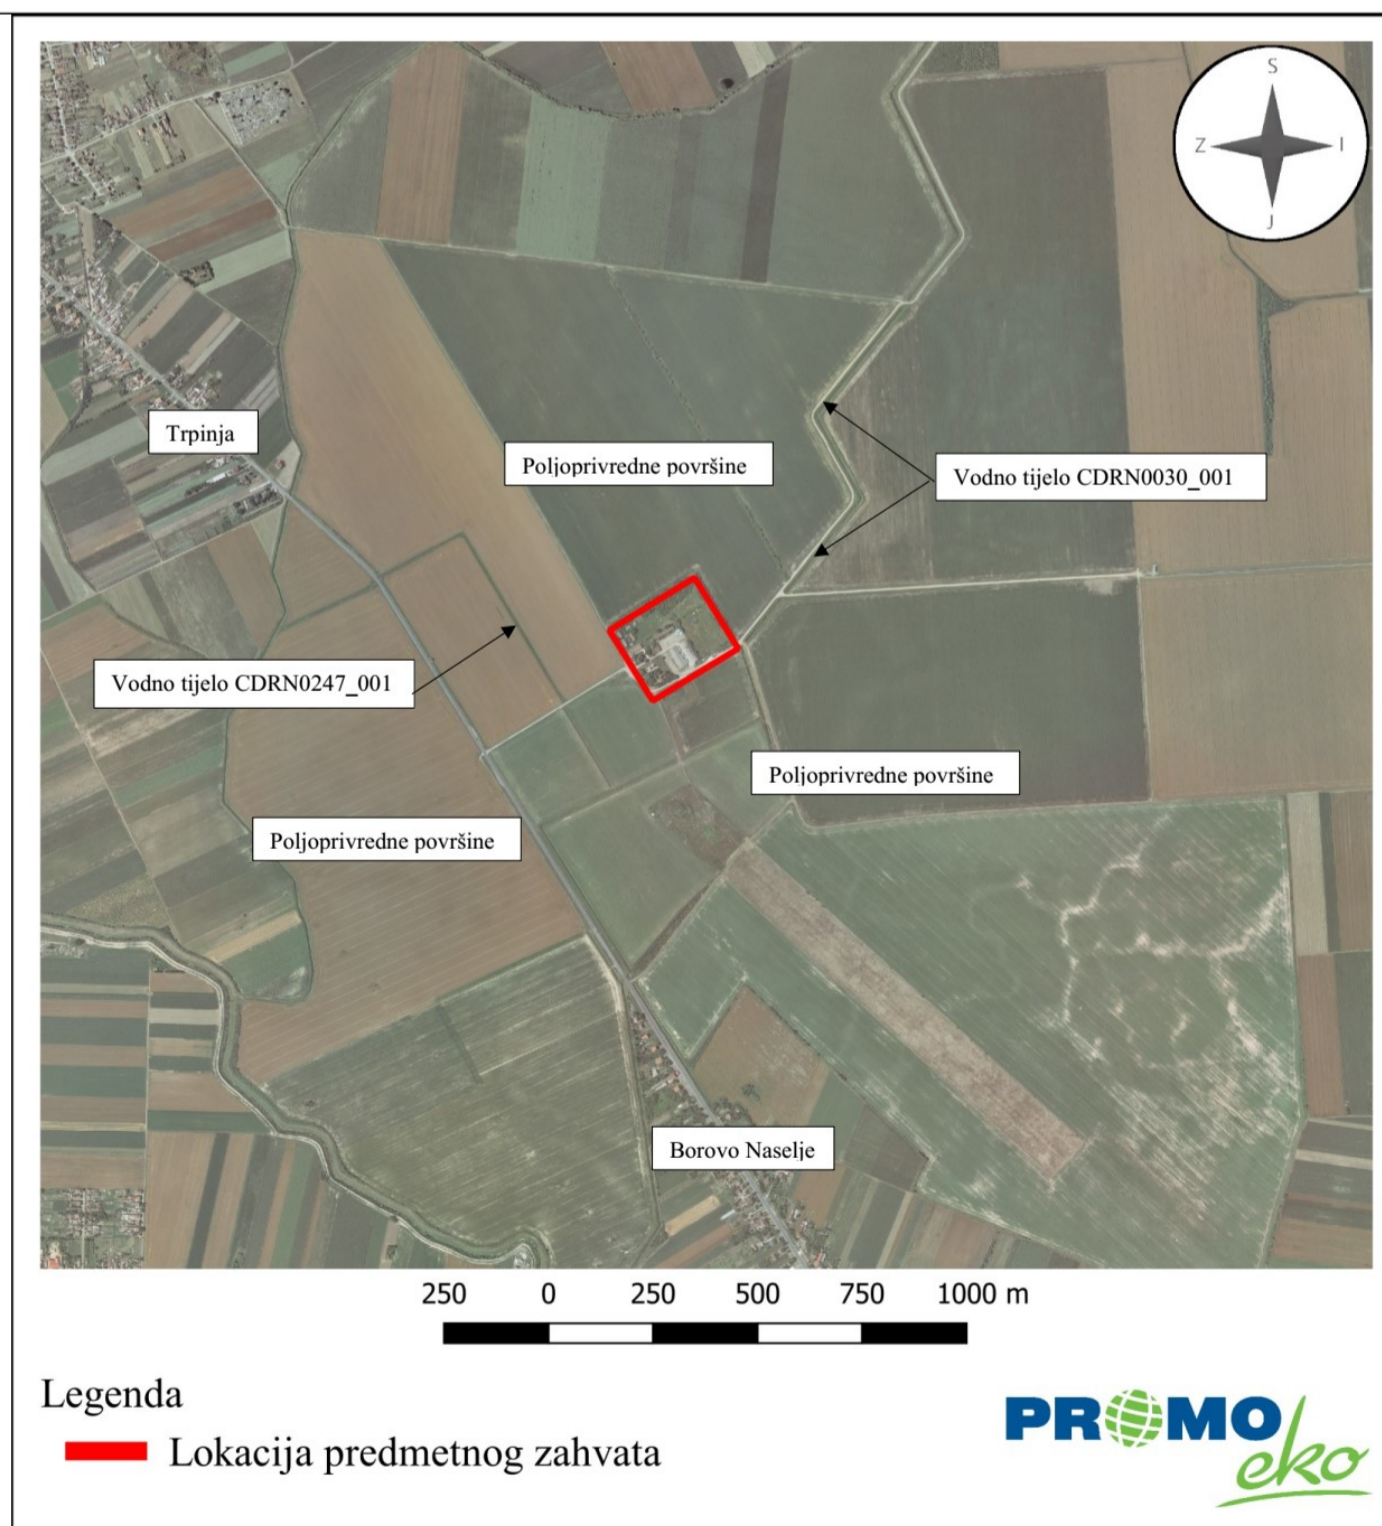 S
Z I
J
Trpinja
Poljoprivredne površine
Vodno tijelo CDRN0030_001
Vodno tijelo CDRN0247_001
Poljoprivredne površine
Poljoprivredne površine
Borovo Naselje
250 0 250 500 750 1000 m
Legenda
Lokacija predmetnog zahvata
PROMO
eko